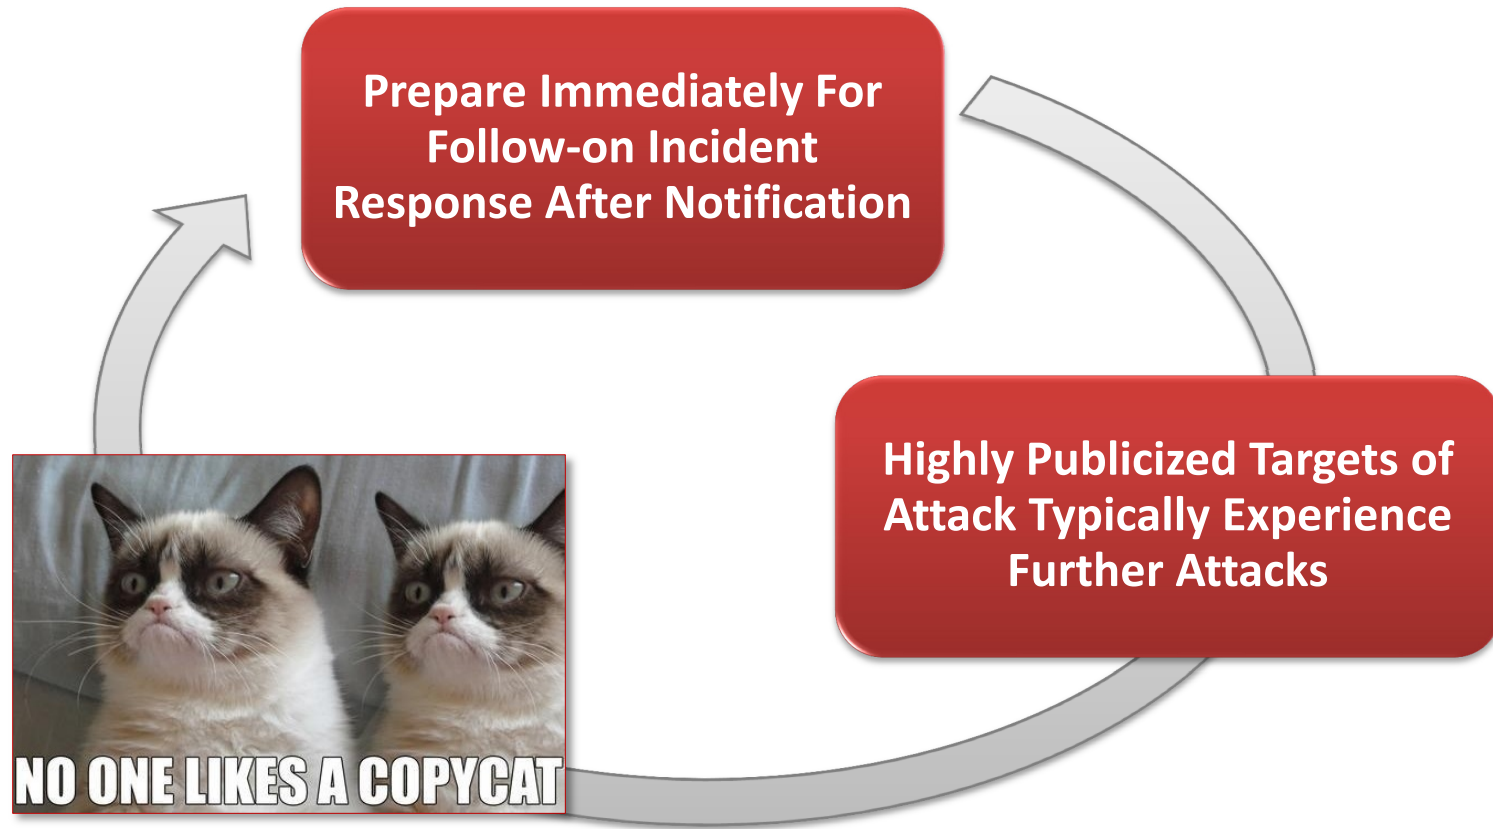 Prepare Immediately For
Follow-on Incident
Response After Notification
Highly Publicized Targets of
Attack Typically Experience
Further Attacks
NO ONE LIKES A COPYCAT